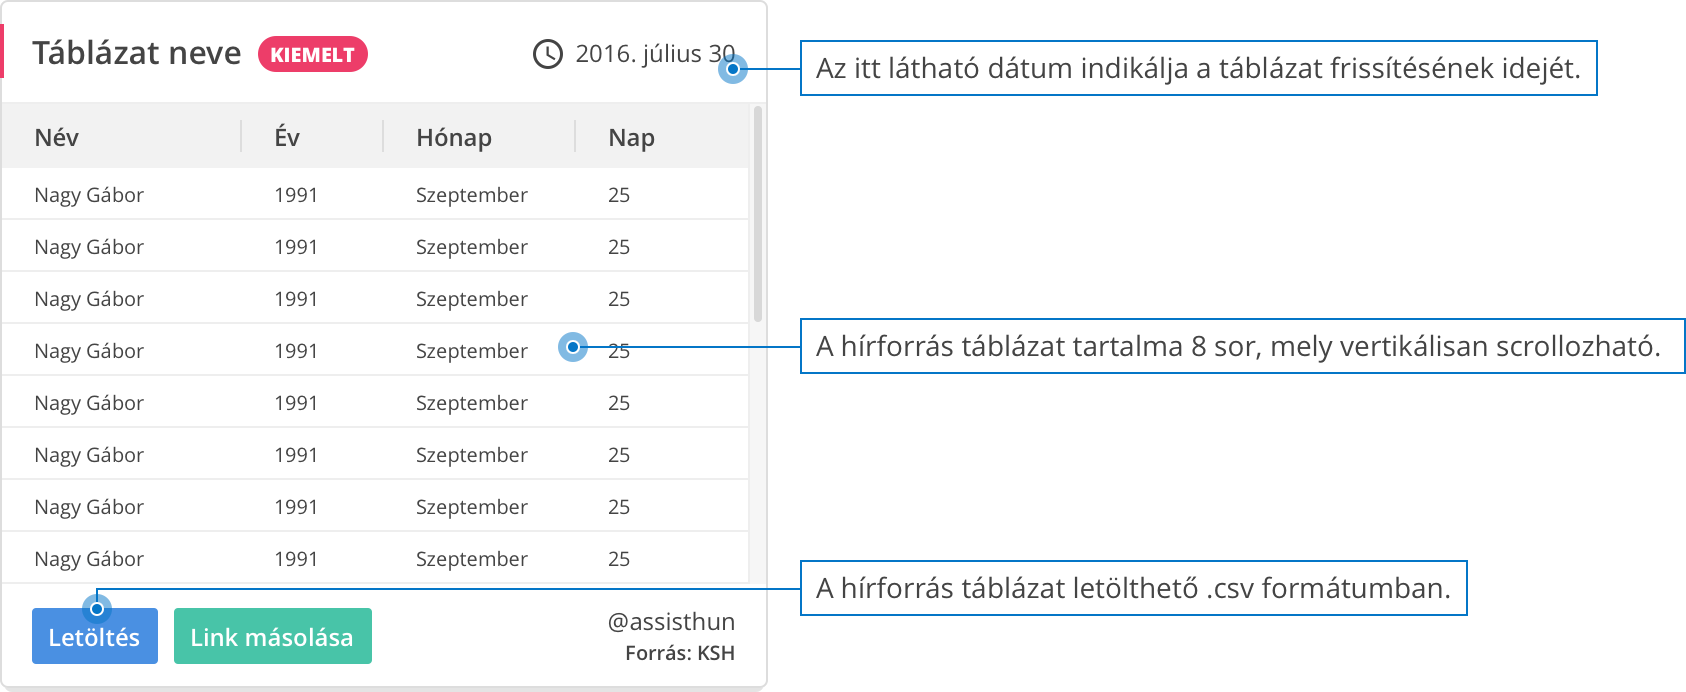 Táblázat neve KIEMELT 2016. július 30
Az itt látható dátum indikálja a táblázat frissítésének idejét.
Név Év Hónap Nap
Nagy Gábor 1991 Szeptember 25
Nagy Gábor 1991 Szeptember 25
Nagy Gábor 1991 Szeptember 25
Nagy Gábor 1991 Szeptember 25
A hírforrás táblázat tartalma 8 sor, mely vertikálisan scrollozható.
Nagy Gábor 1991 Szeptember 25
Nagy Gábor 1991 Szeptember 25
Nagy Gábor 1991 Szeptember 25
Nagy Gábor 1991 Szeptember 25
A hírforrás táblázat letölthető .csv formátumban.
Letöltés Link másolása
@assisthun
Forrás: KSH